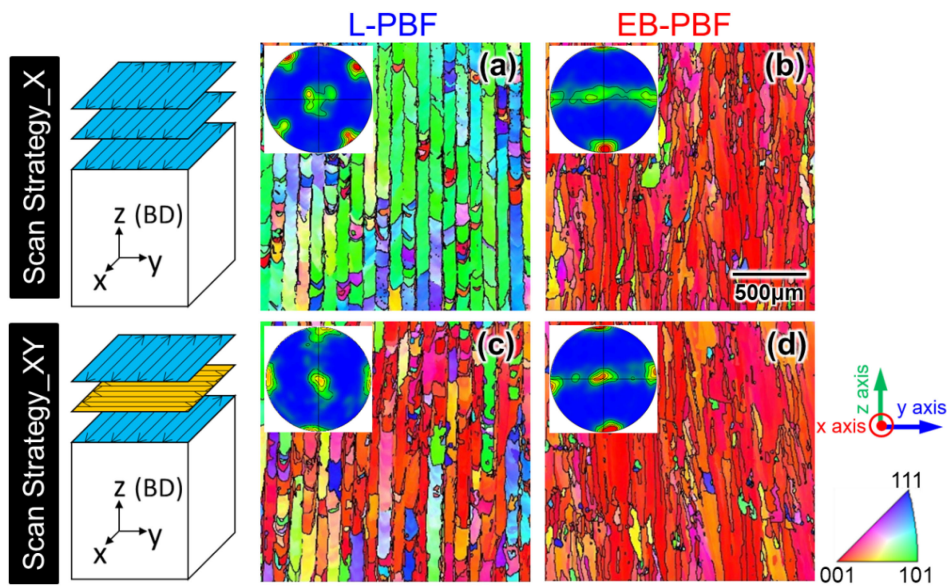 L-PBF
EB-PBF
Scan Strategy_X
z (BD)
x
y
(a)
(b)
500μm
Scan Strategy_XY
z (BD)
x
y
(c)
(d)
z axis
y axis
x axis
111
001
101